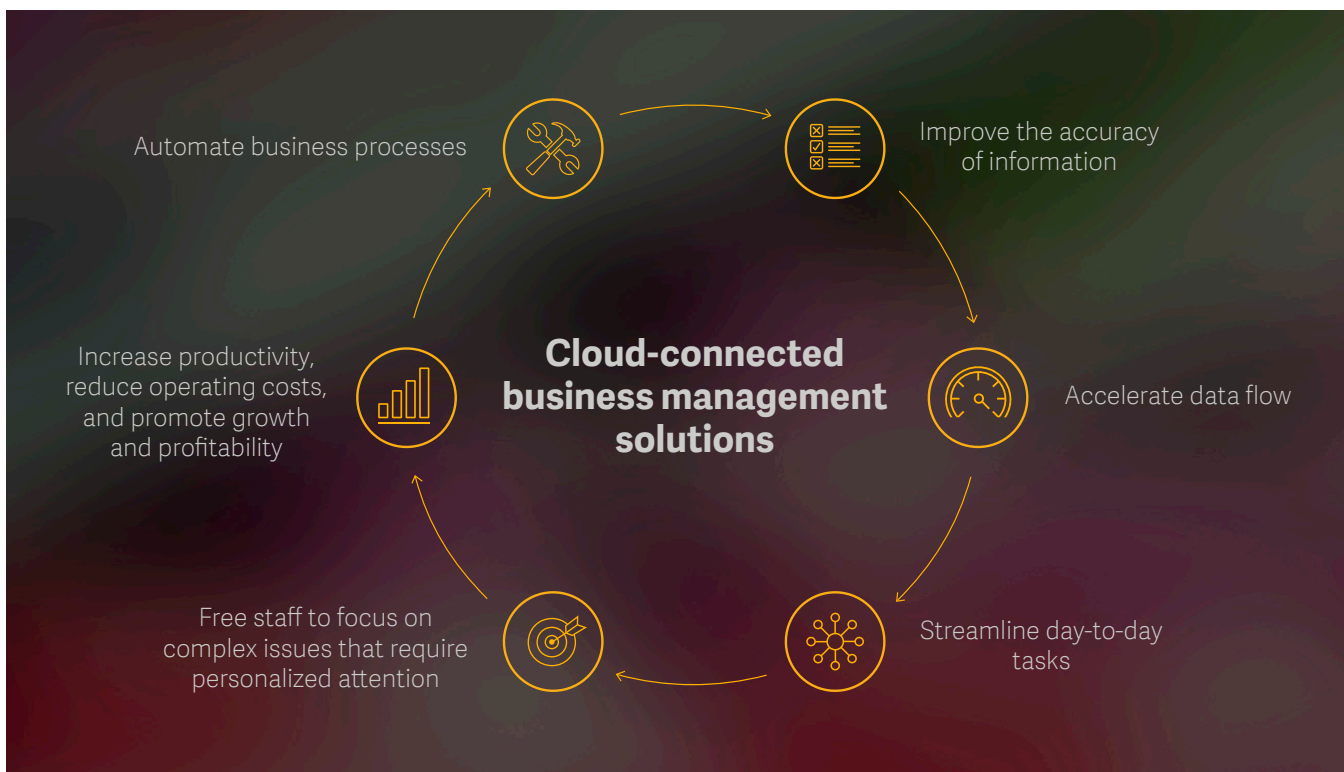 Automate business processes
Improve the accuracy
of information
Cloud-connected
business management
solutions
Increase productivity,
reduce operating costs,
and promote growth
and profitability
Accelerate data flow
Free staff to focus on
complex issues that require
personalized attention
Streamline day-to-day
tasks